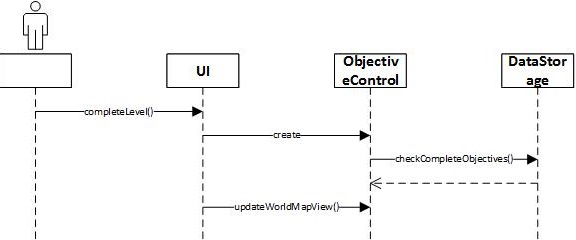 UI
Objectiv
eControl
DataStor
age
completeLevel()
create
checkCompleteObjectives()
updateWorldMapView()